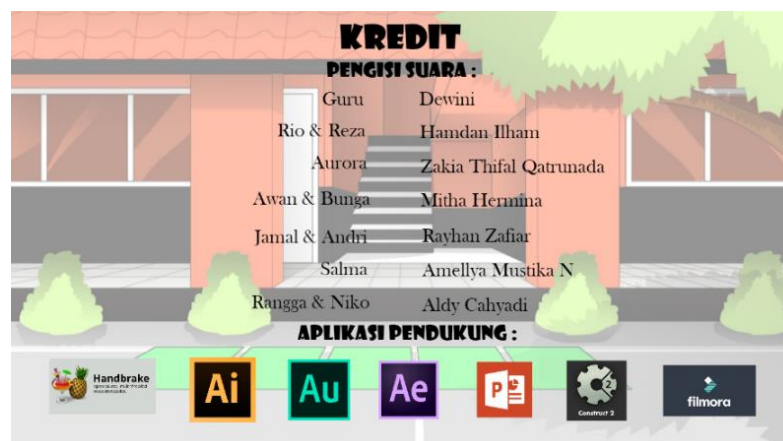 KREDIT
PENGISI SUARA :
Guru Dewini
Rio & Reza Hamdan Ilham
Aurora Zakia Thifal Qatrunada
Awan & Bunga Mitha Hermina
Jamal & Andri Rayhan Zafiar
Salma Amellya Mustika N
Rangga & Niko Aldy Cahyadi
APLIKASI PENDUKUNG :
Handbrake
Ai Au Ae P 2
Construct 2
filmora